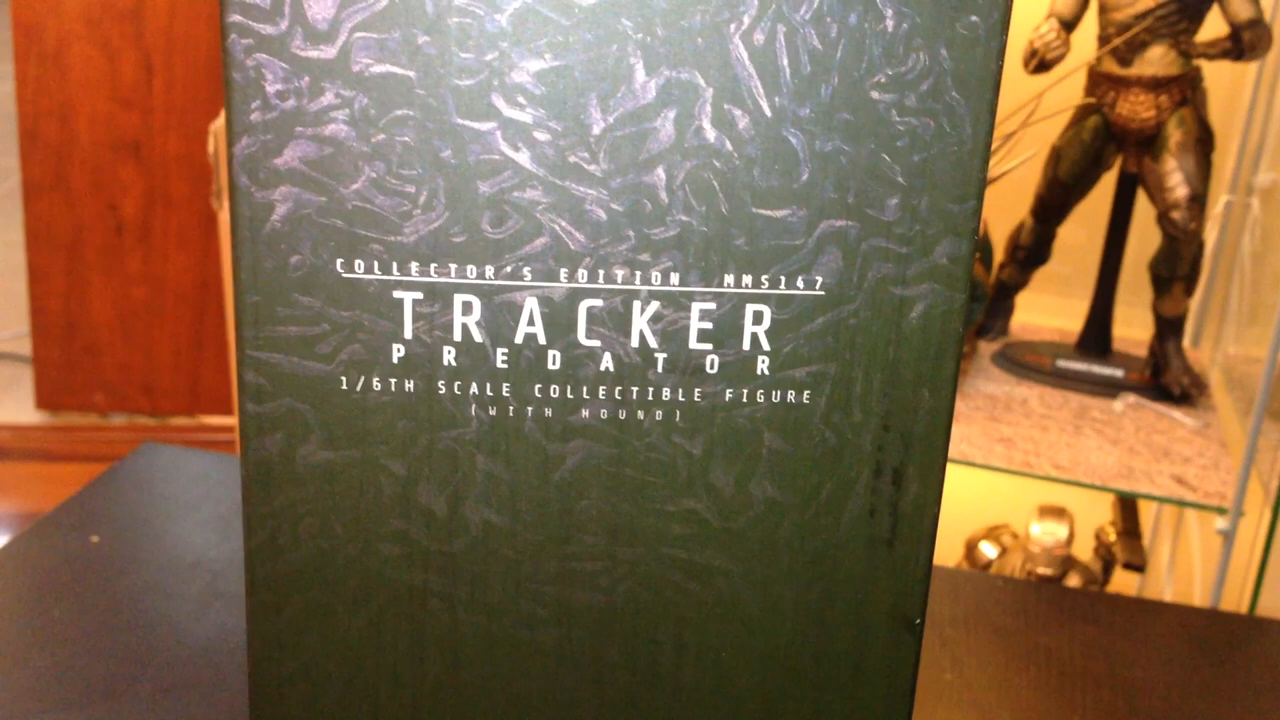 COLLECTOR'S EDITION MMS147
TRACKER
PREDATOR
1/6TH SCALE COLLECTIBLE FIGURE
(WITH HOUND)